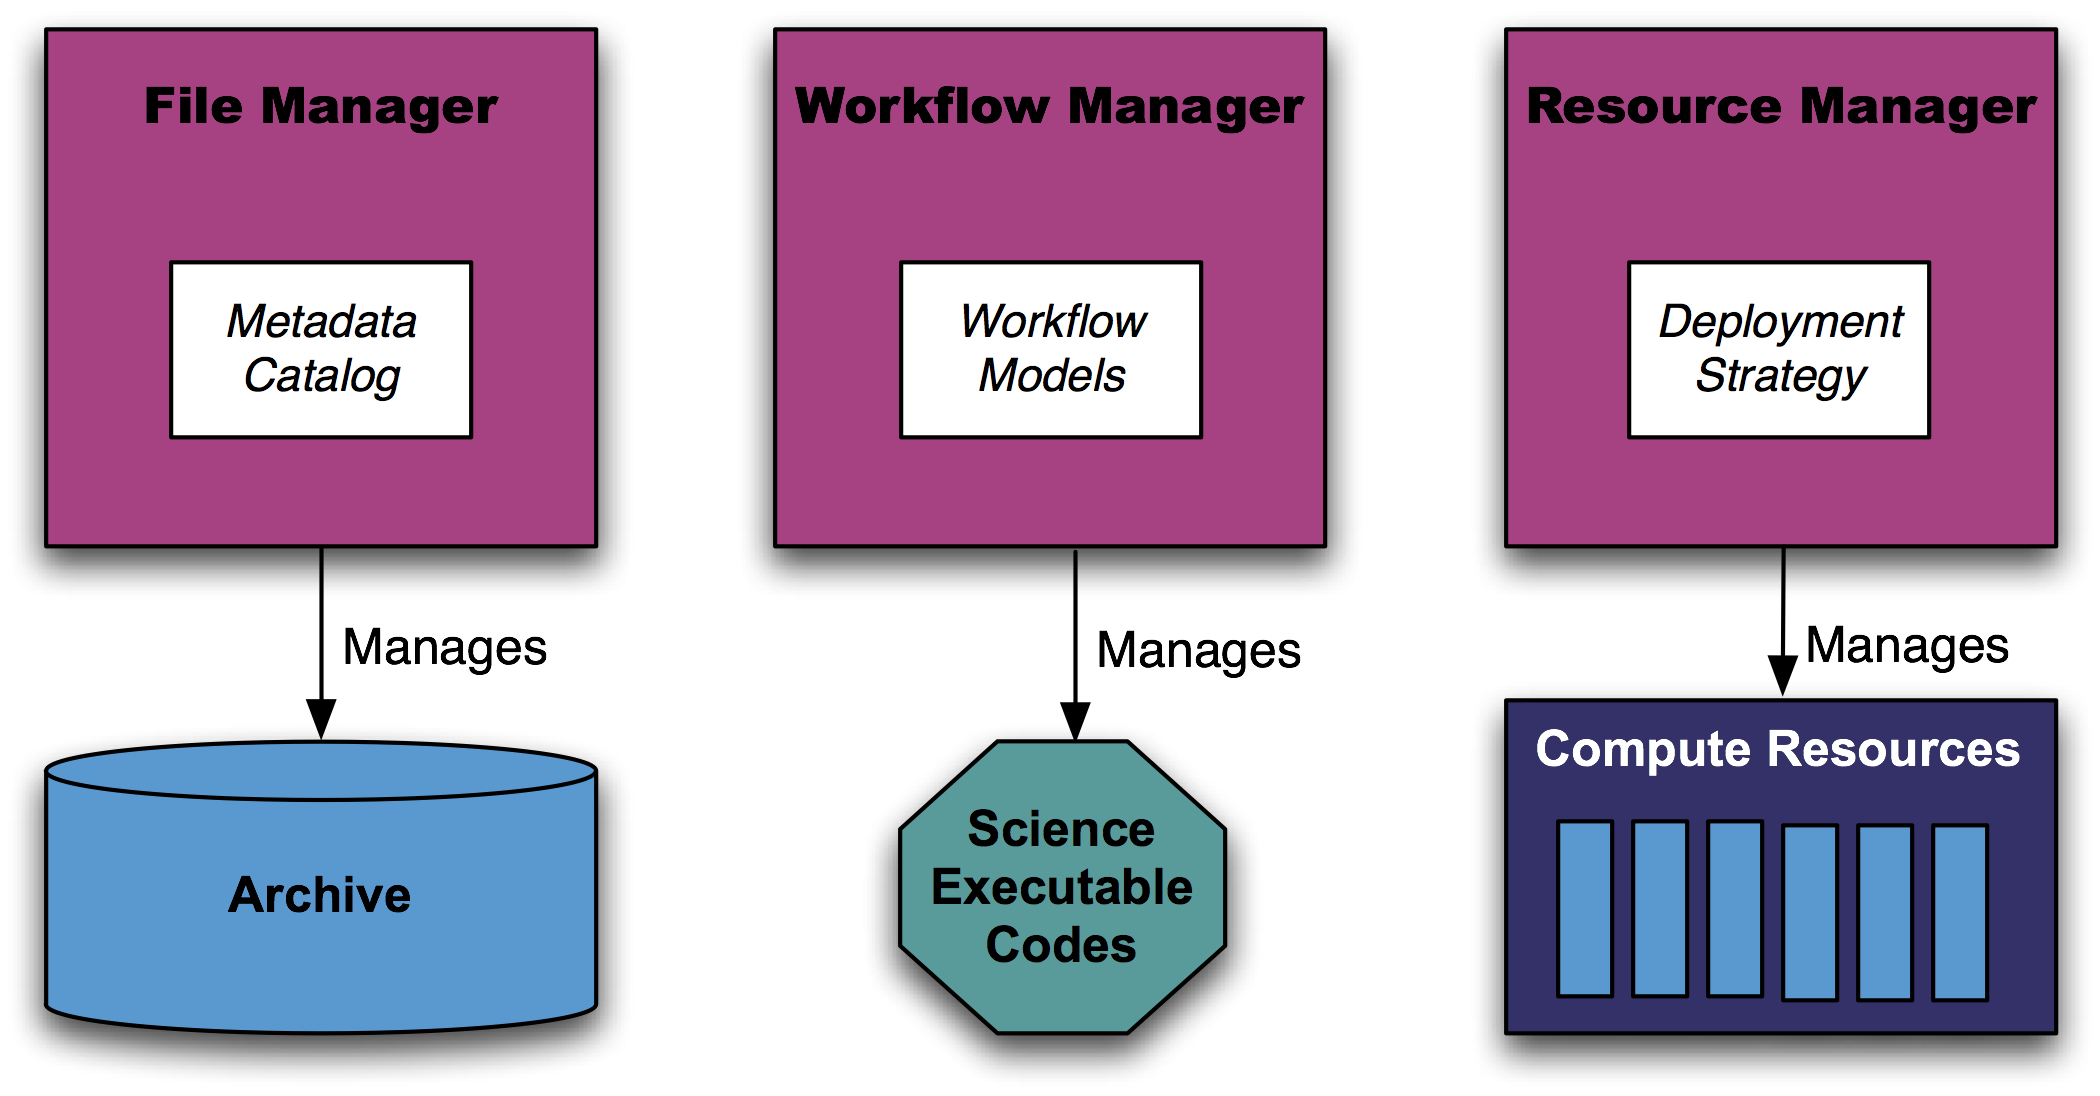 File Manager
Workflow Manager
Resource Manager
Metadata
Catalog
Workflow
Models
Deployment
Strategy
Manages
Manages
Manages
Archive
Science
Executable
Codes
Compute Resources